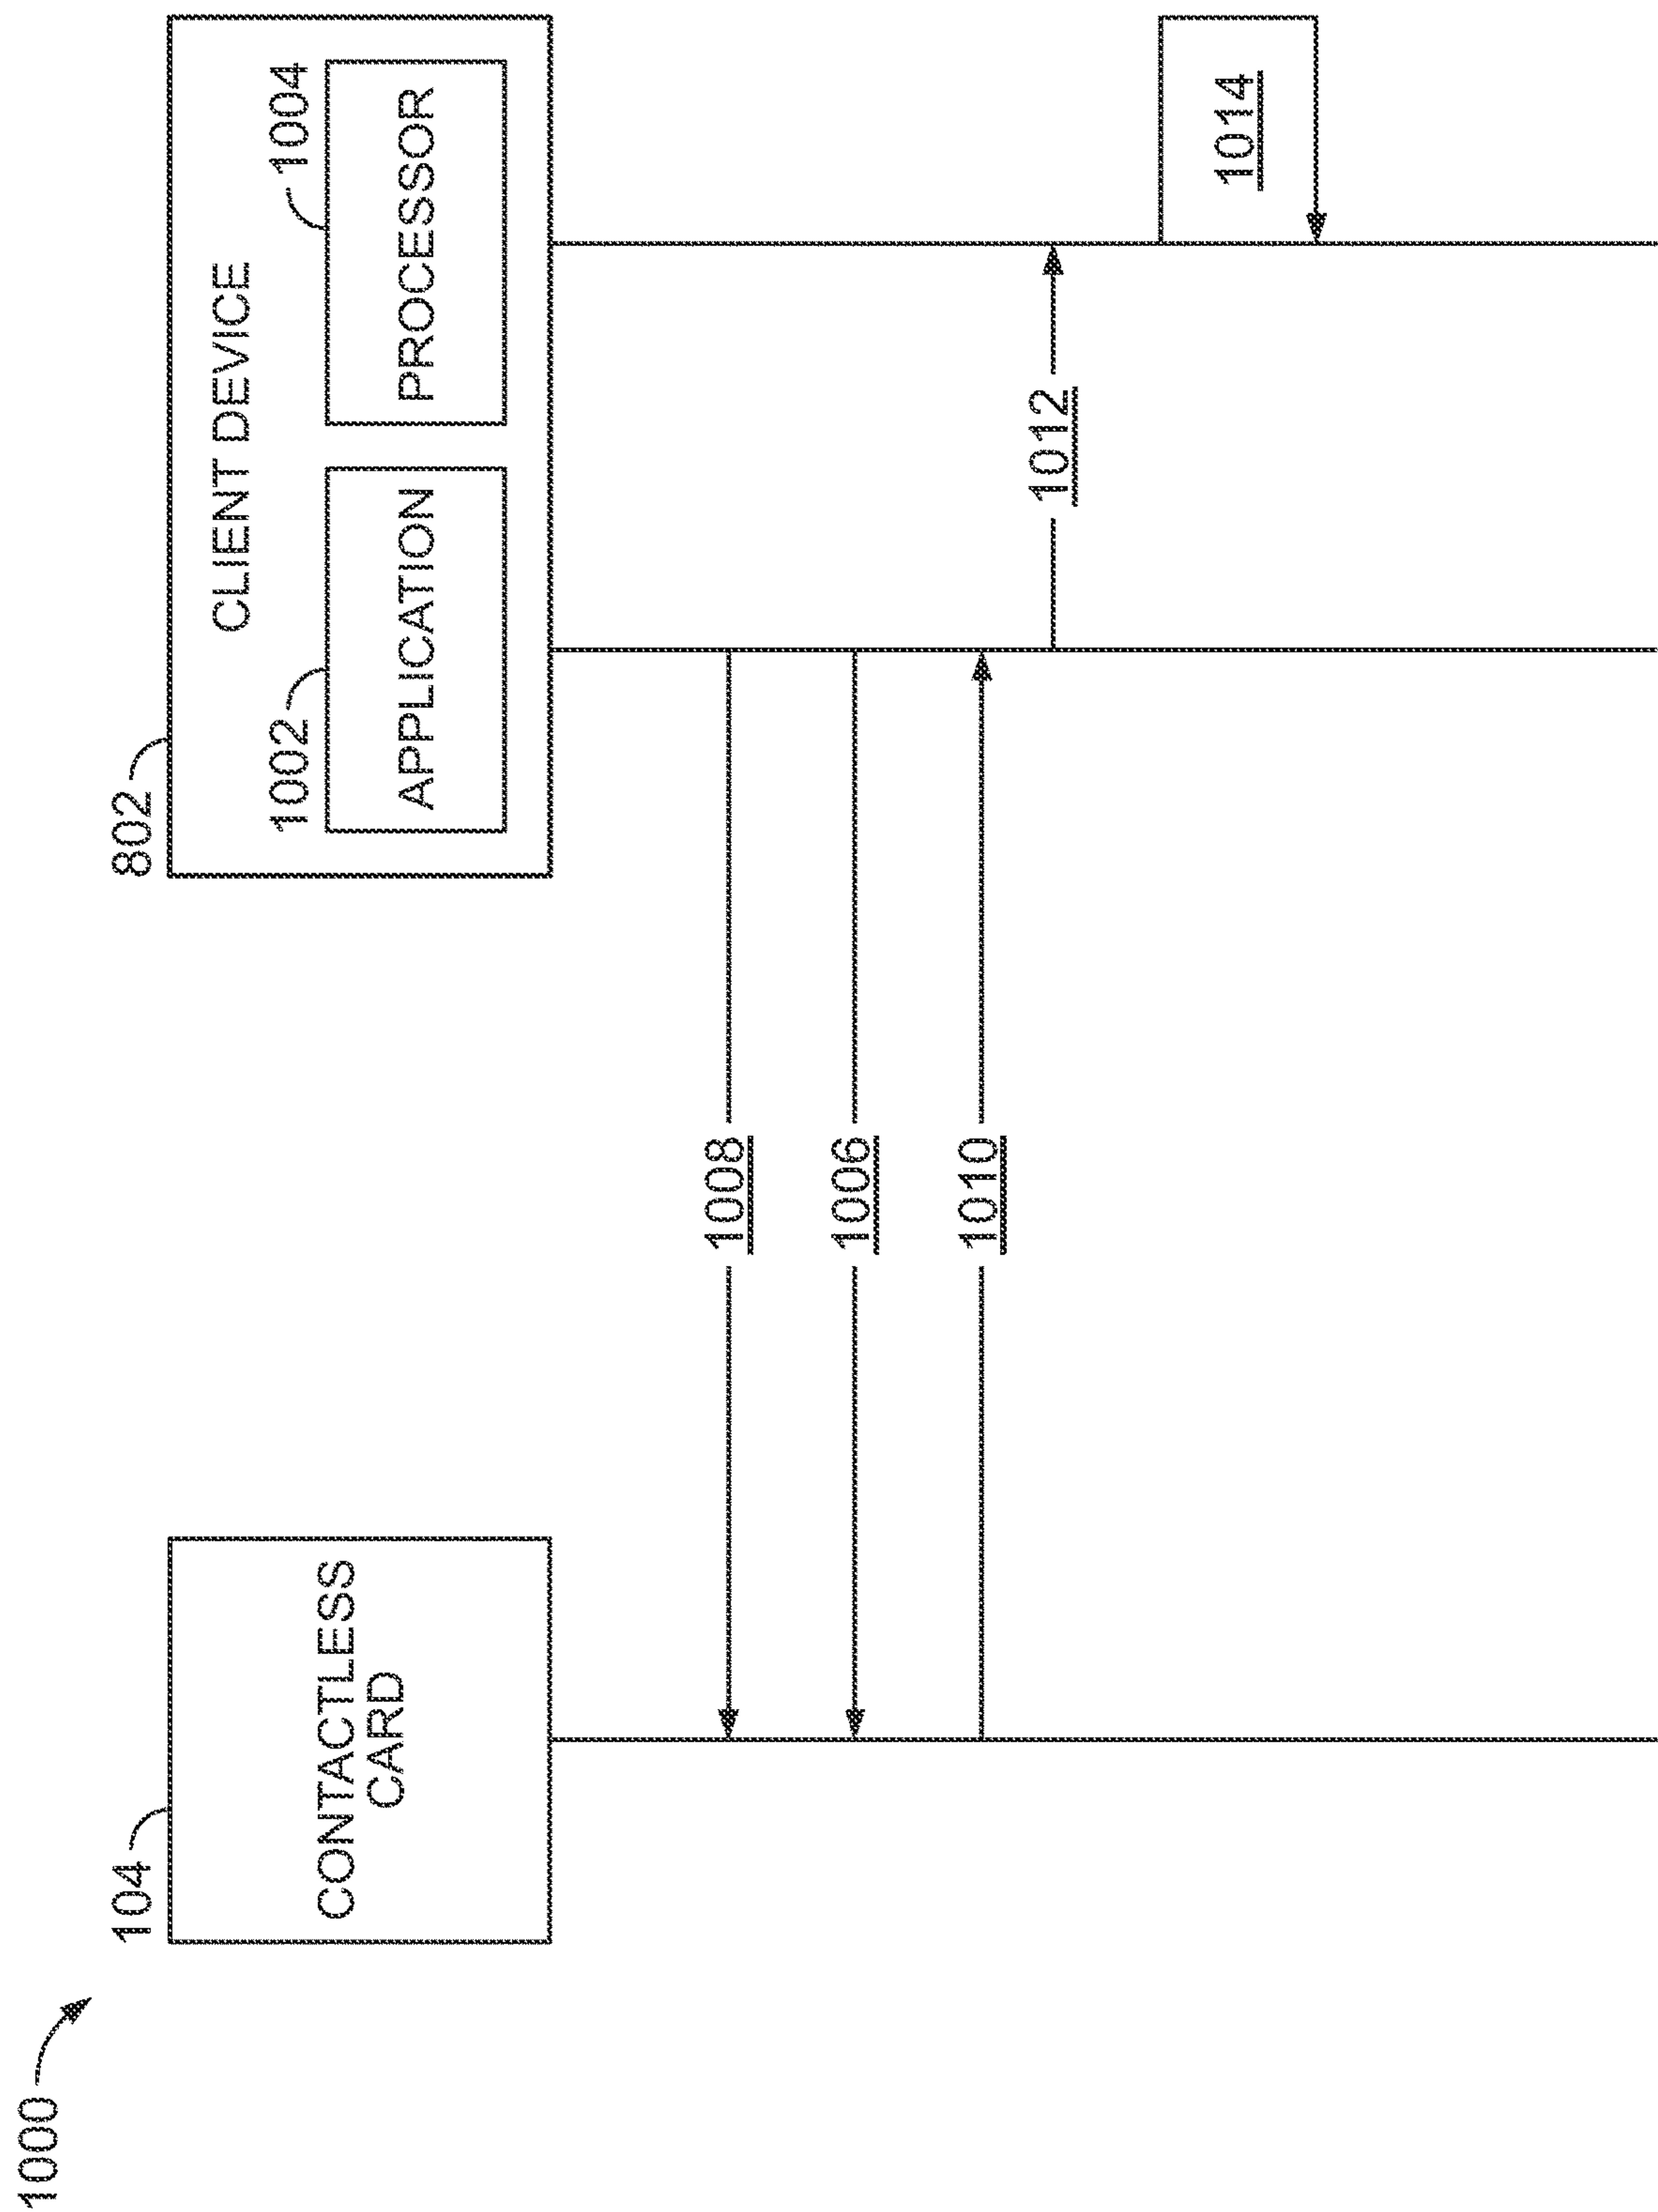 1000
104
CONTACTLESS
CARD
802
CLIENT DEVICE
1002
APPLICATION
1004
PROCESSOR
1008
1006
1010
1012
1014